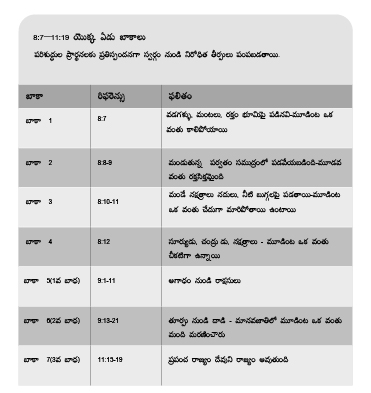 8:7—11:19 యొక్క ఏడు బాకాలు
పరిశుద్ధుల ప్రార్థనలకు ప్రతిస్పందనగా స్వర్గం నుండి నిరోధిత తీర్పులు పంపబడతాయి.
బాకా రిఫరెన్సు ఫలితం
బాకా 1 8:7 వడగళ్ళు, మంటలు, రక్తం భూమిపై పడినవి-మూడింట ఒక
వంతు కాలిపోయాయి
బాకా 2 8:8-9 మండుతున్న పర్వతం సముద్రంలో పడవేయబడింది-మూడవ
వంతు రక్తసిక్తమైంది
బాకా 3 8:10-11 మండే నక్షత్రాలు నదులు, నీటి బుగ్గలపై పడతాయి-మూడింట
ఒక వంతు చేదుగా మారిపోతాయి ఉంటాయి
బాకా 4 8:12 సూర్యుడు, చంద్రు డు, నక్షత్రాలు - మూడింట ఒక వంతు
చీకటిగా ఉన్నాయి
బాకా 5(1వ బాధ) 9:1-11 అగాధం నుండి రాక్షసులు
బాకా 6(2వ బాధ) 9:13-21 తూర్పు నుండి దాడి - మానవజాతిలో మూడింట ఒక వంతు
మంది మరణించారు
బాకా 7(3వ బాధ) 11:15-19 ప్రపంచ రాజ్యం దేవుని రాజ్యం అవుతుంది